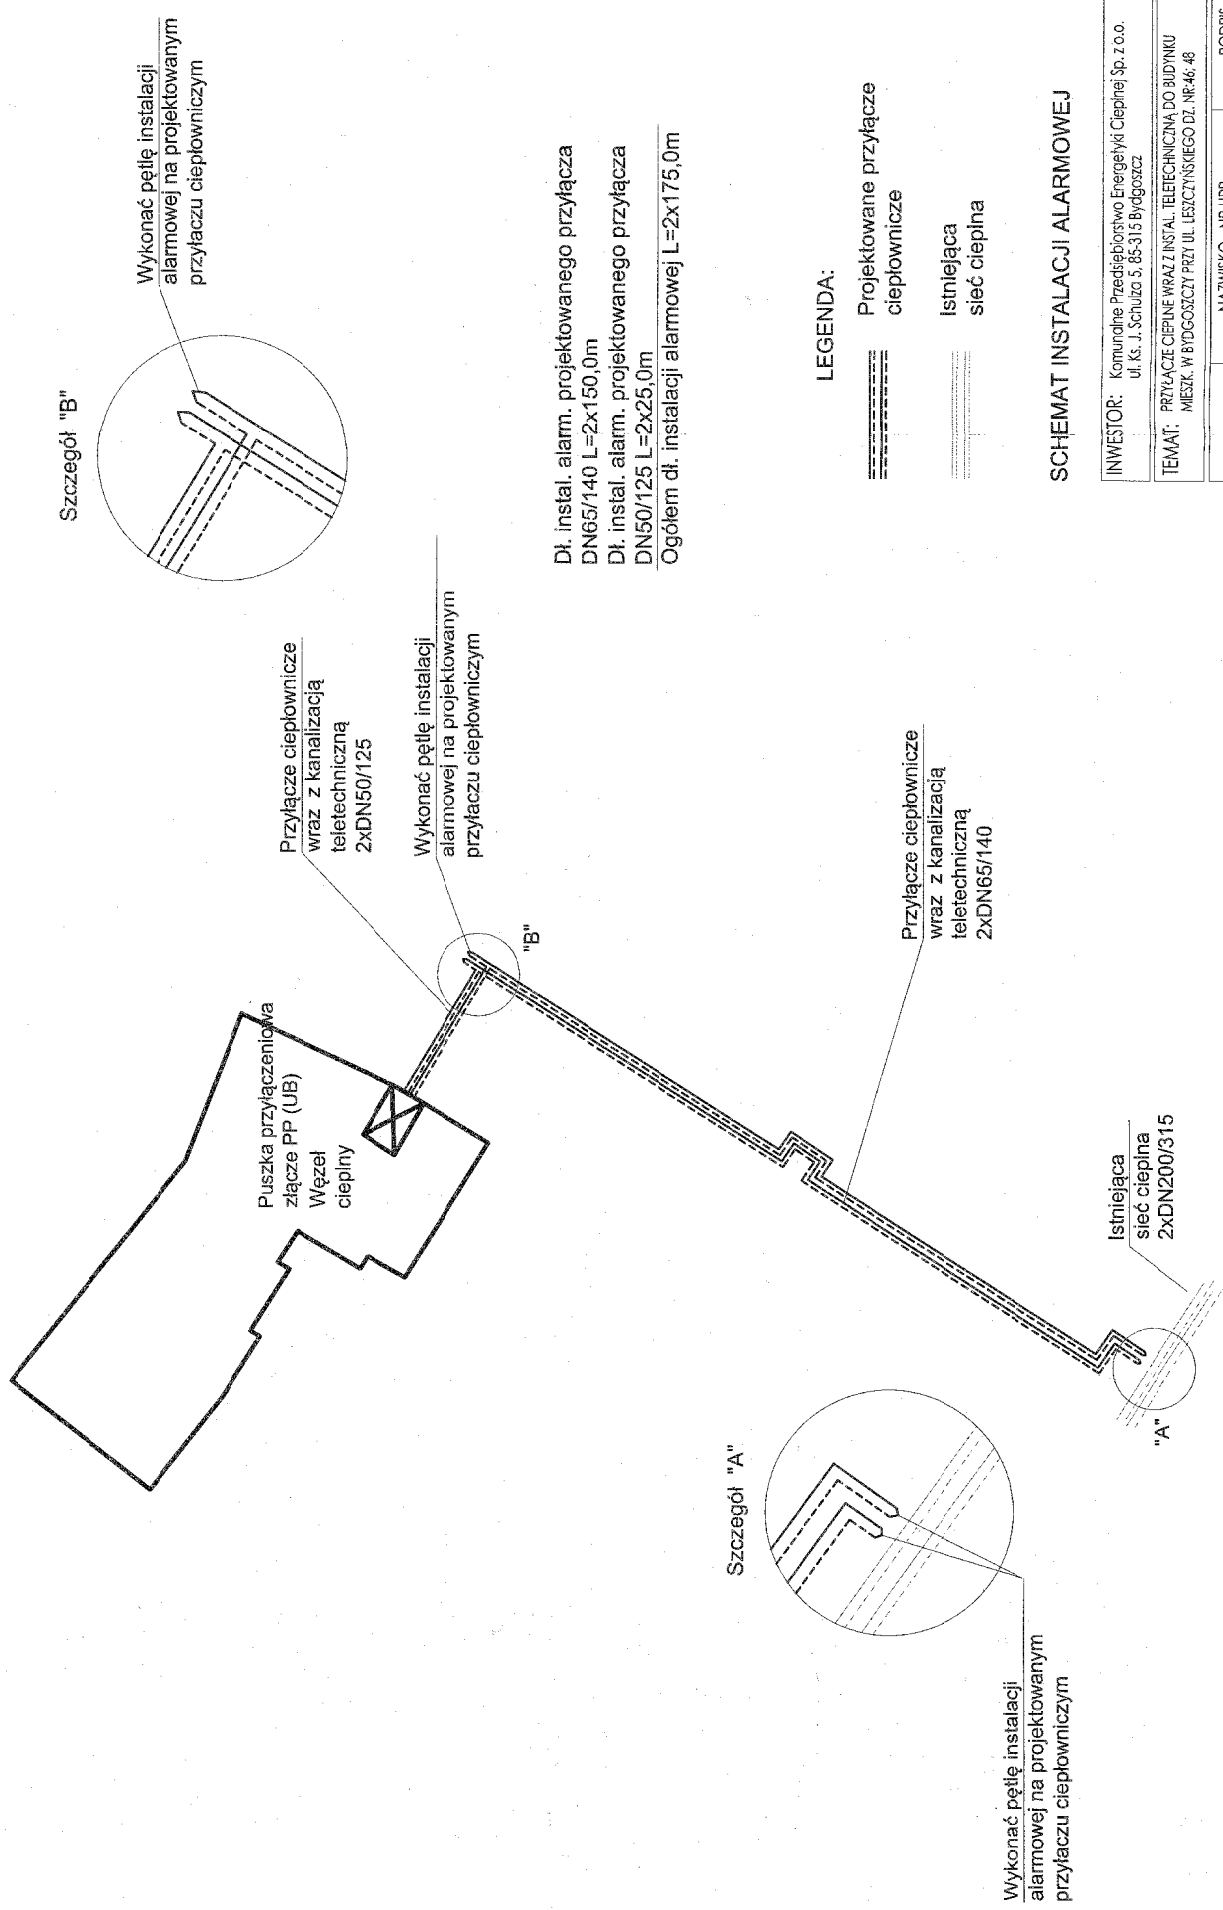 Szczegół "B"
Wykonać pętlę instalacji
alarmowej na projektowanym
przyłaczu ciepłowniczym
Przyłącze ciepłownicze
wraz z kanalizacją
teletechniczną
2xDN50/125
Wykonać pętlę instalacji
alarmowej na projektowanym
przyłaczu ciepłowniczym
"B"
Puszka przyłączeniowa
złącze PP (UB)
Węzeł
cieplny
Dł. instal. alarm. projektowanego przyłącza
DN65/140 L=2x150,0m
Dł. instal. alarm. projektowanego przyłącza
DN50/125 L=2x25,0m
Ogółem dł. instalacji alarmowej L=2x175,0m
Przyłącze ciepłownicze
wraz z kanalizacją
teletechniczną
2xDN65/140
Szczegół "A"
Wykonać pętlę instalacji
alarmowej na projektowanym
przyłaczu ciepłowniczym
"A"
Istniejąca
sieć cieplna
2xDN200/315
LEGENDA:
Projektowane przyłącze
ciepłownicze
Istniejąca
sieć cieplna
SCHEMAT INSTALACJI ALARMOWEJ
INWESTOR: Komunalne Przedsiębiorstwo Energetyki Cieplnej Sp. z o.o.
ul. Ks. J. Schulza 5, 85-315 Bydgoszcz
TEMAT: PRZYŁĄCZE CIEPLNE WRAZ Z INSTAL. TELETECHNICZNĄ DO BUDYNKU
MIESZK. W BYDGOSZCZY PRZY UL. LESZCZYŃSKIEGO DZ. NR:46; 48